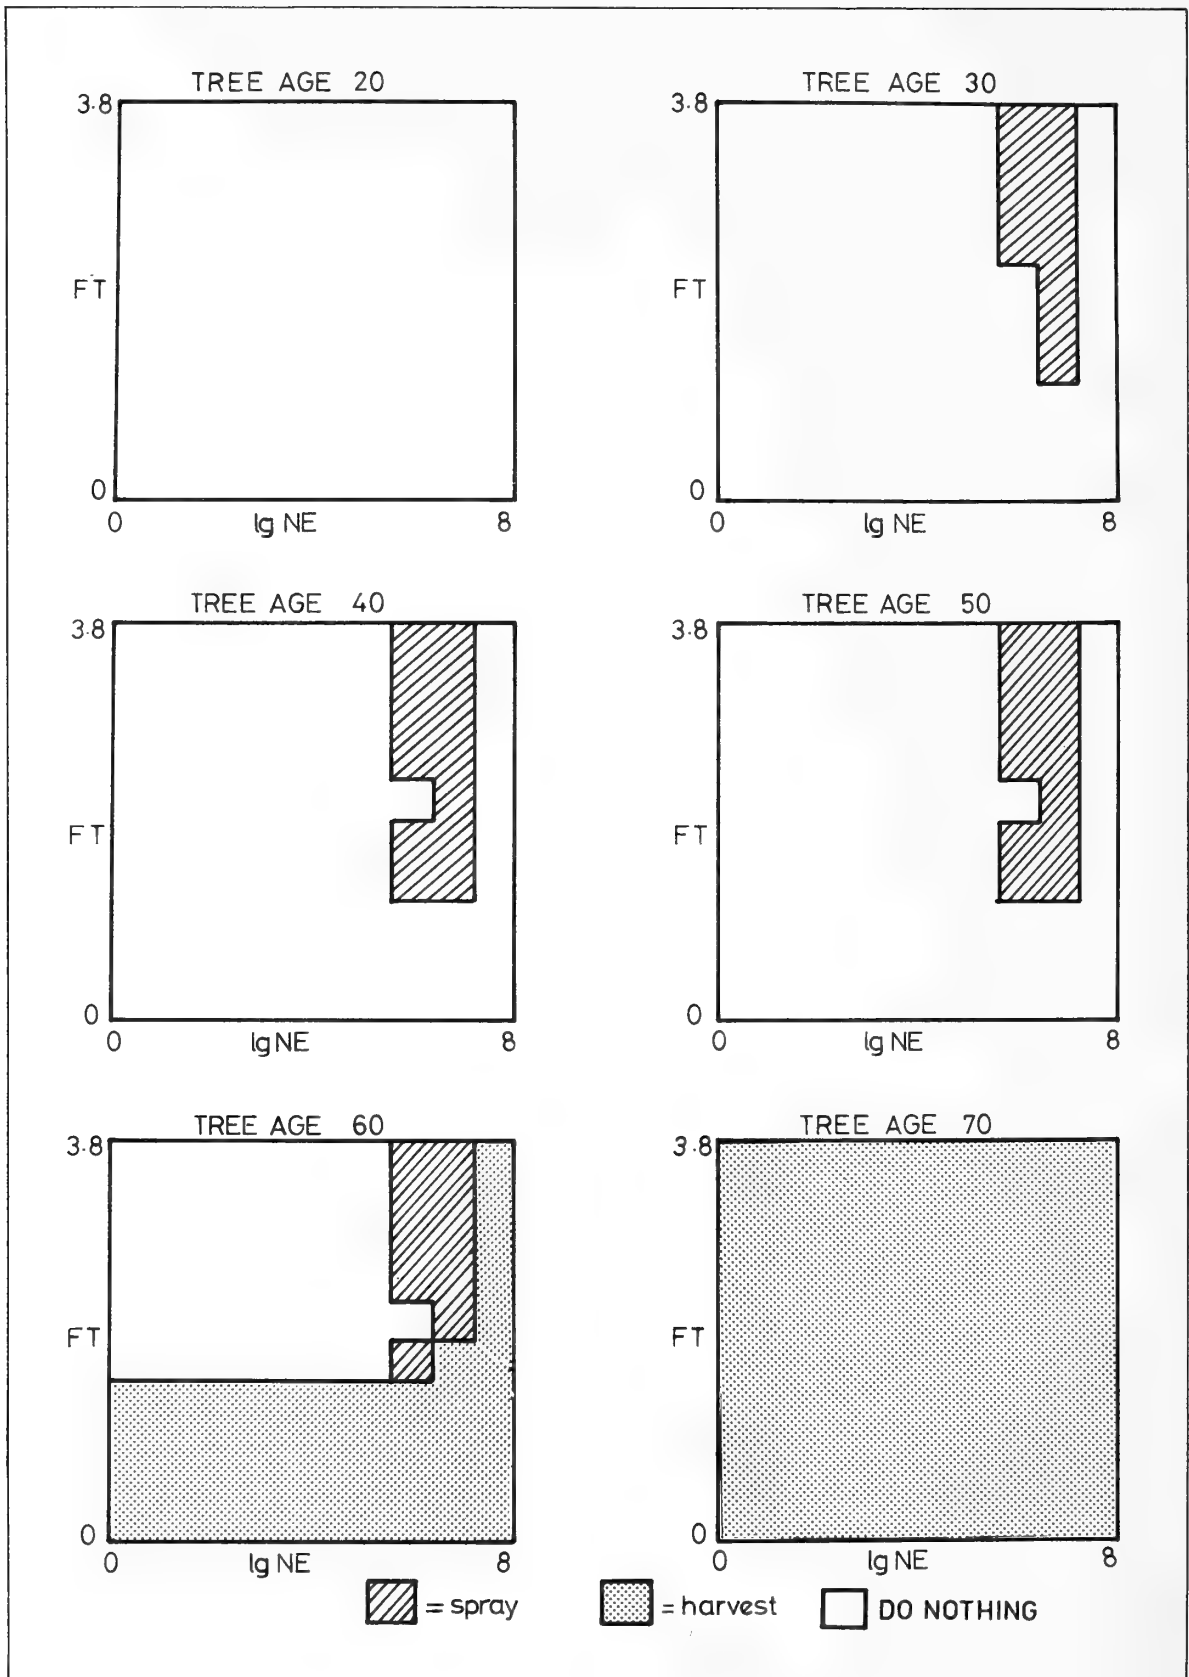 TREE AGE 20
3.8
FT
0
0 lg NE 8
TREE AGE 30
3.8
FT
0
0 lg NE 8
TREE AGE 40
3.8
FT
0
0 lg NE 8
TREE AGE 50
3.8
FT
0
0 lg NE 8
TREE AGE 60
3.8
FT
0
0 lg NE 8
TREE AGE 70
3.8
FT
0
0 lg NE 8
= spray = harvest DO NOTHING